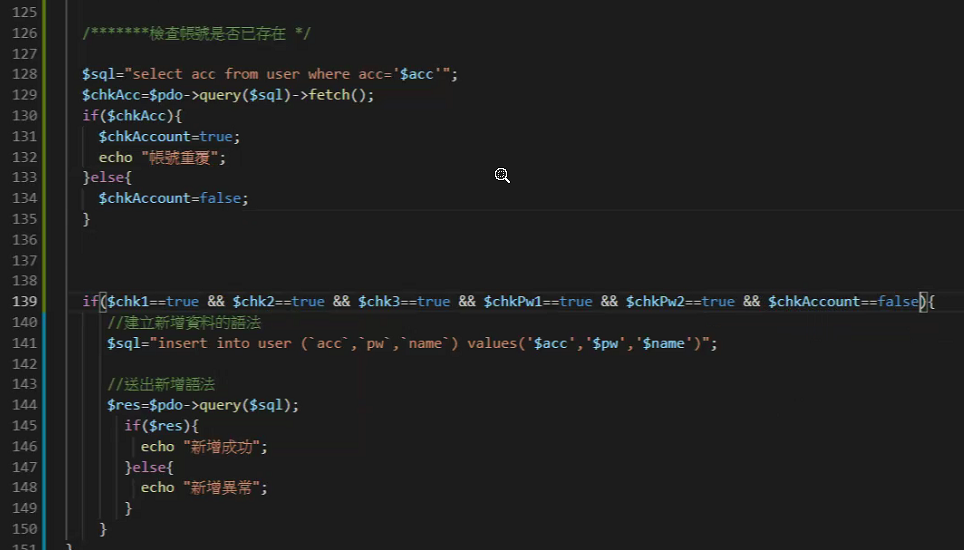 125
126 /*******檢查帳號是否已存在 */
127
128 $sql="select acc from user where acc='$acc'";
129 $chkAcc=$pdo->query($sql)->fetch();
130 if($chkAcc){
131 $chkAccount=true;
132 echo "帳號重覆";
133 }else{
134 $chkAccount=false;
135 }
136
137
138
139 if($chk1==true && $chk2==true && $chk3==true && $chkPw1==true && $chkPw2==true && $chkAccount==false){
140 //建立新增資料的語法
141 $sql="insert into user (`acc`,`pw`,`name`) values('$acc','$pw','$name')";
142
143 //送出新增語法
144 $res=$pdo->query($sql);
145 if($res){
146 echo "新增成功";
147 }else{
148 echo "新增異常";
149 }
150 }
151 }